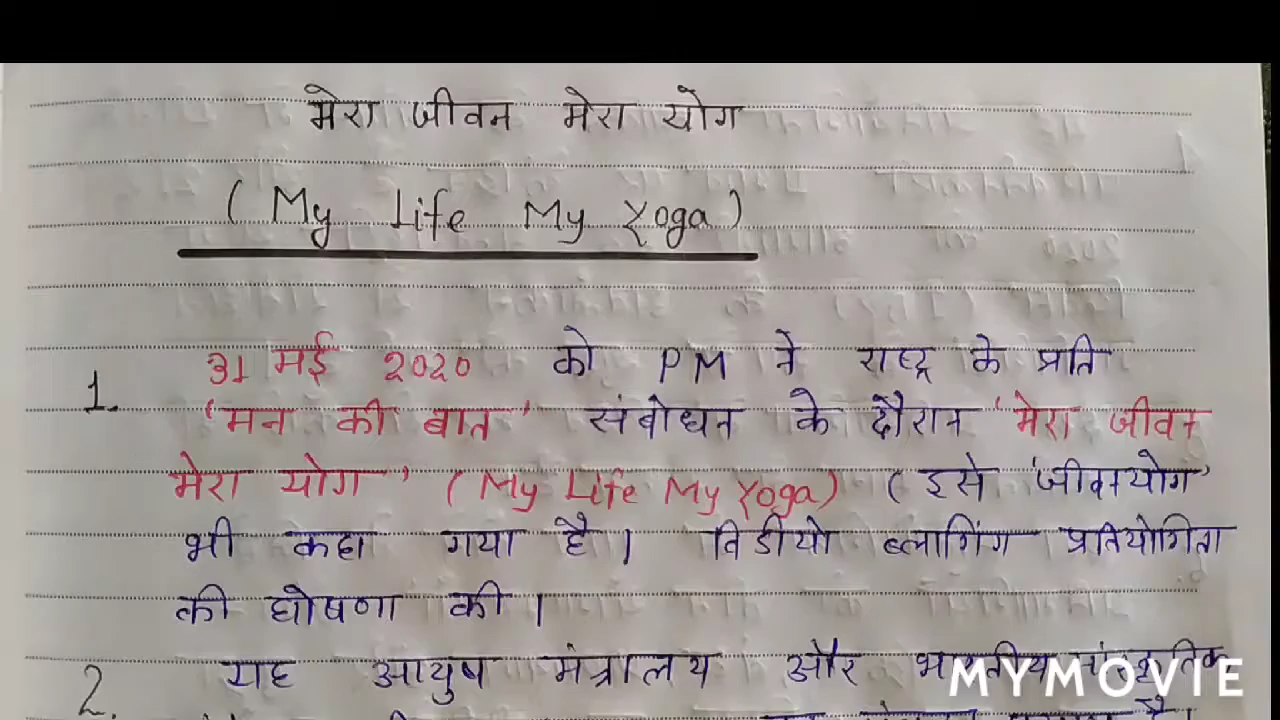 मेरा जीवन मेरा योग
( My Life My Yoga )
1. 31 मई 2020 को PM ने राष्ट्र के प्रति
'मन की बात' संबोधन के दौरान 'मेरा जीवन
मेरा योग' ( My Life My Yoga) ( इसे 'जीवनयोग'
भी कहा गया है। विडीयो ब्लागिंग प्रतियोगिता
की घोषणा की।
2. यह आयुष मंत्रालय और भारतीय सांस्कृतिक
MYMOVIE